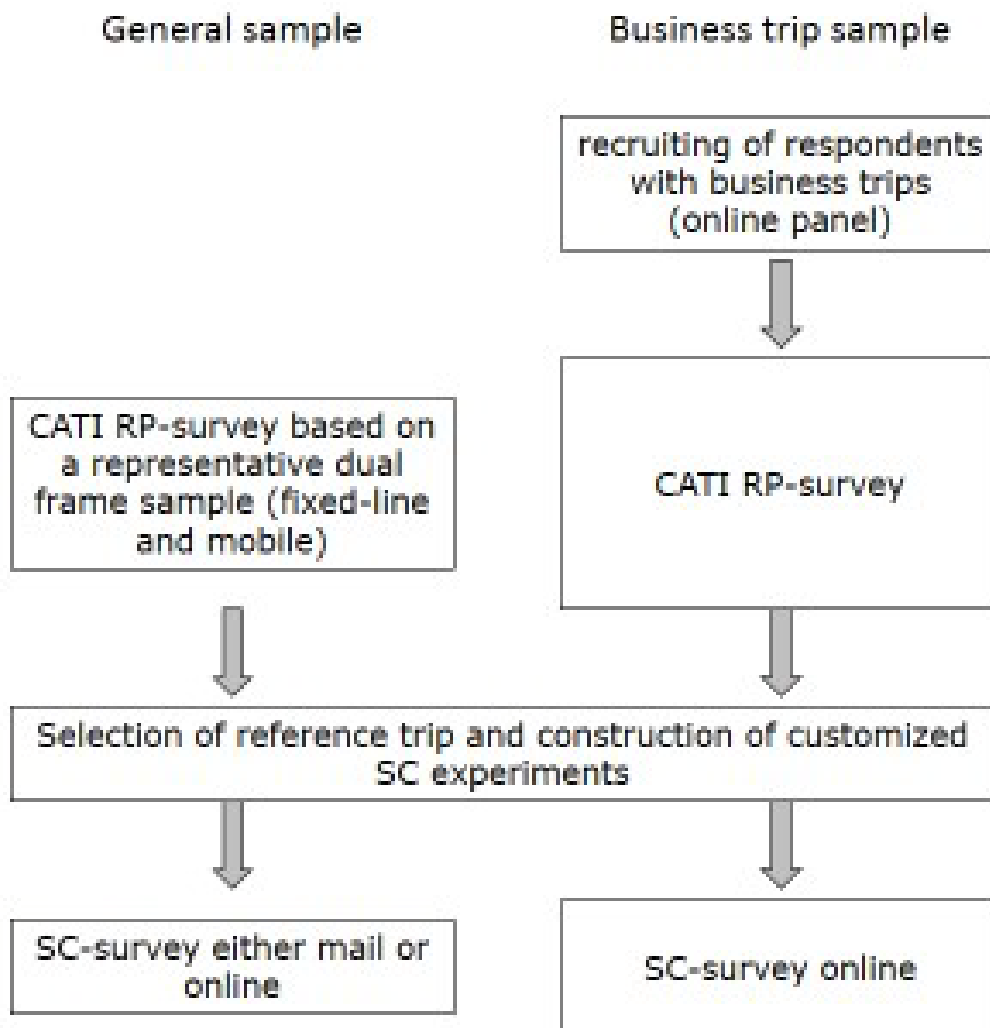 General sample
Business trip sample
recruiting of respondents
with business trips
(online panel)
CATI RP-survey based on
a representative dual
frame sample (fixed-line
and mobile)
CATI RP-survey
Selection of reference trip and construction of customized
SC experiments
SC-survey either mail or
online
SC-survey online